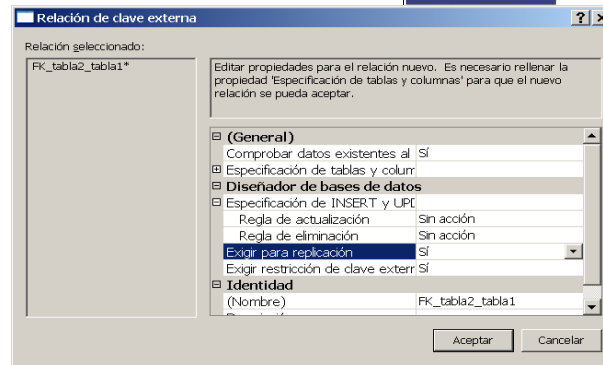 Relación de clave externa
Relación seleccionado:
FK_tabla2_tabla1*
Editar propiedades para el relación nuevo. Es necesario rellenar la
propiedad 'Especificación de tablas y columnas' para que el nuevo
relación se pueda aceptar.
(General)
Comprobar datos existentes al Sí
Especificación de tablas y colum
Diseñador de bases de datos
Especificación de INSERT y UPD
Regla de actualización Sin acción
Regla de eliminación Sin acción
Exigir para replicación Sí
Exigir restricción de clave extern Sí
Identidad
(Nombre) FK_tabla2_tabla1
Aceptar Cancelar